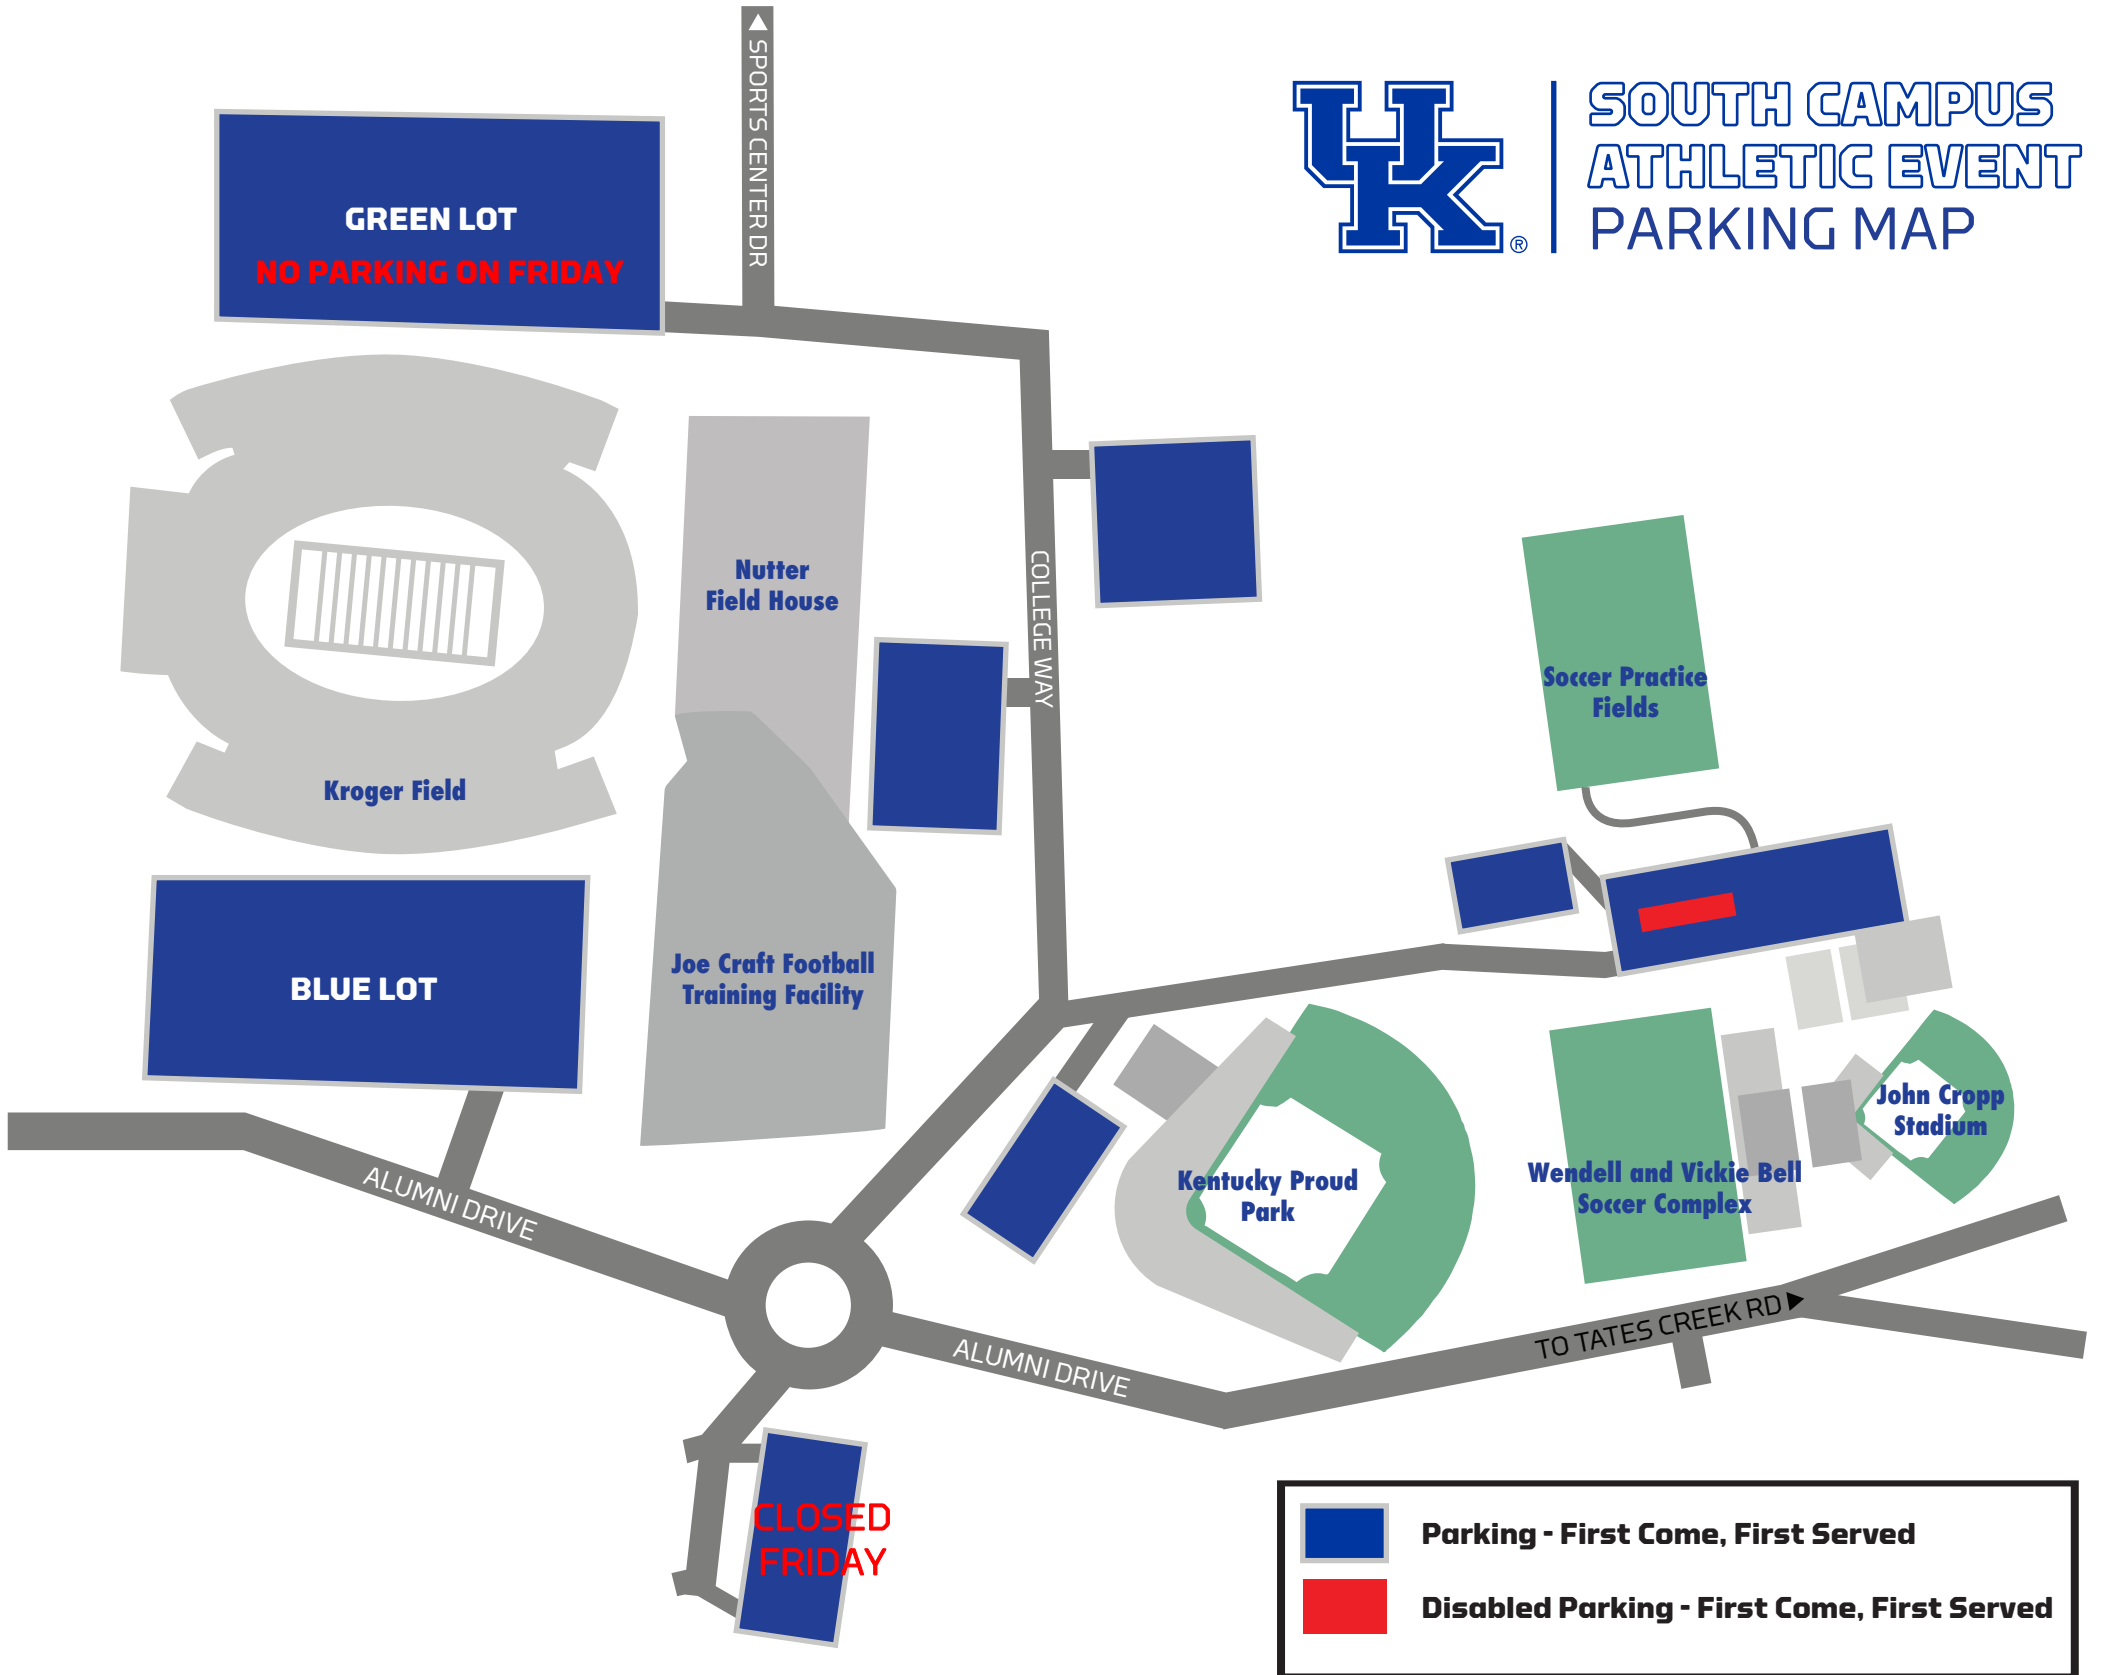 SPORTS CENTER DR
UK®
SOUTH CAMPUS
ATHLETIC EVENT
PARKING MAP
GREEN LOT
NO PARKING ON FRIDAY
Nutter
Field House
COLLEGE WAY
Soccer Practice
Fields
Kroger Field
BLUE LOT
Joe Craft Football
Training Facility
John Cropp
Stadium
Kentucky Proud
Park
Wendell and Vickie Bell
Soccer Complex
ALUMNI DRIVE
ALUMNI DRIVE
TO TATES CREEK RD
CLOSED
FRIDAY
Parking - First Come, First Served
Disabled Parking - First Come, First Served